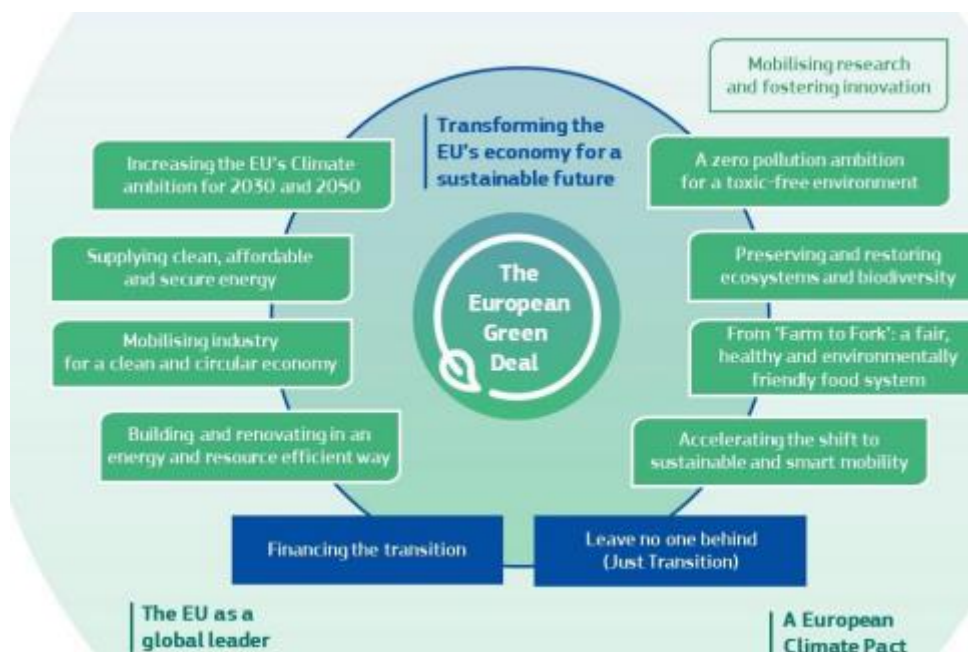 Mobilising research
and fostering innovation
Transforming the
EU's economy for a
sustainable future
Increasing the EU's Climate
ambition for 2030 and 2050
A zero pollution ambition
for a toxic-free environment
Supplying clean, affordable
and secure energy
Preserving and restoring
ecosystems and biodiversity
The
European
Green
Deal
Mobilising industry
for a clean and circular economy
From 'Farm to Fork': a fair,
healthy and environmentally
friendly food system
Building and renovating in an
energy and resource efficient way
Accelerating the shift to
sustainable and smart mobility
Financing the transition
Leave no one behind
(Just Transition)
The EU as a
global leader
A European
Climate Pact